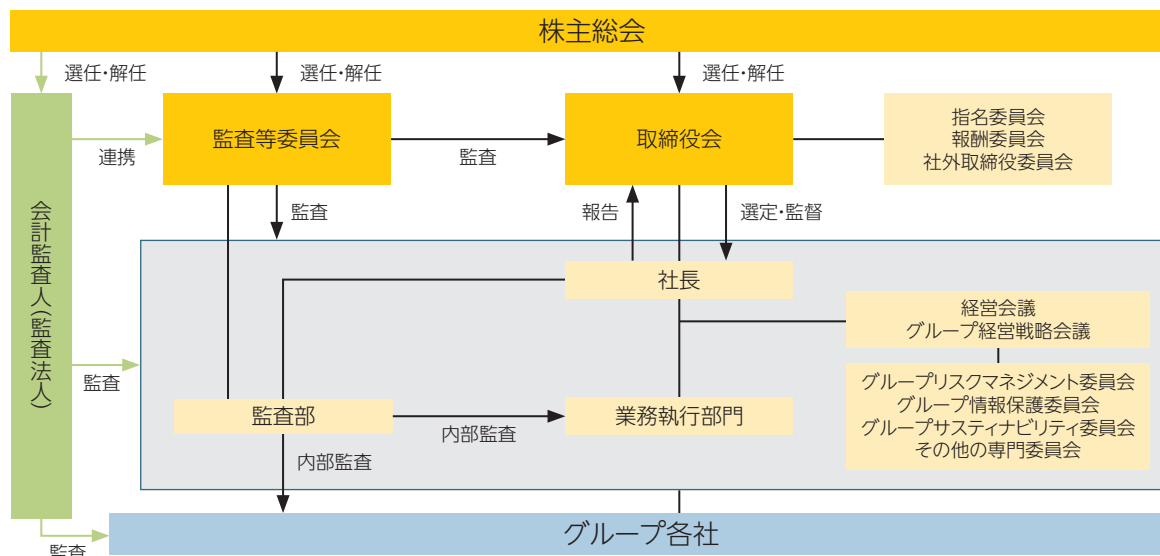 株主総会
選任・解任
選任・解任
選任・解任
監査等委員会
取締役会
指名委員会
報酬委員会
社外取締役委員会
連携
監査
会計監査人(監査法人)
監査
報告
選定・監督
社長
経営会議
グループ経営戦略会議
監査
グループリスクマネジメント委員会
グループ情報保護委員会
グループサスティナビリティ委員会
その他の専門委員会
監査部
内部監査
業務執行部門
内部監査
グループ各社
監査